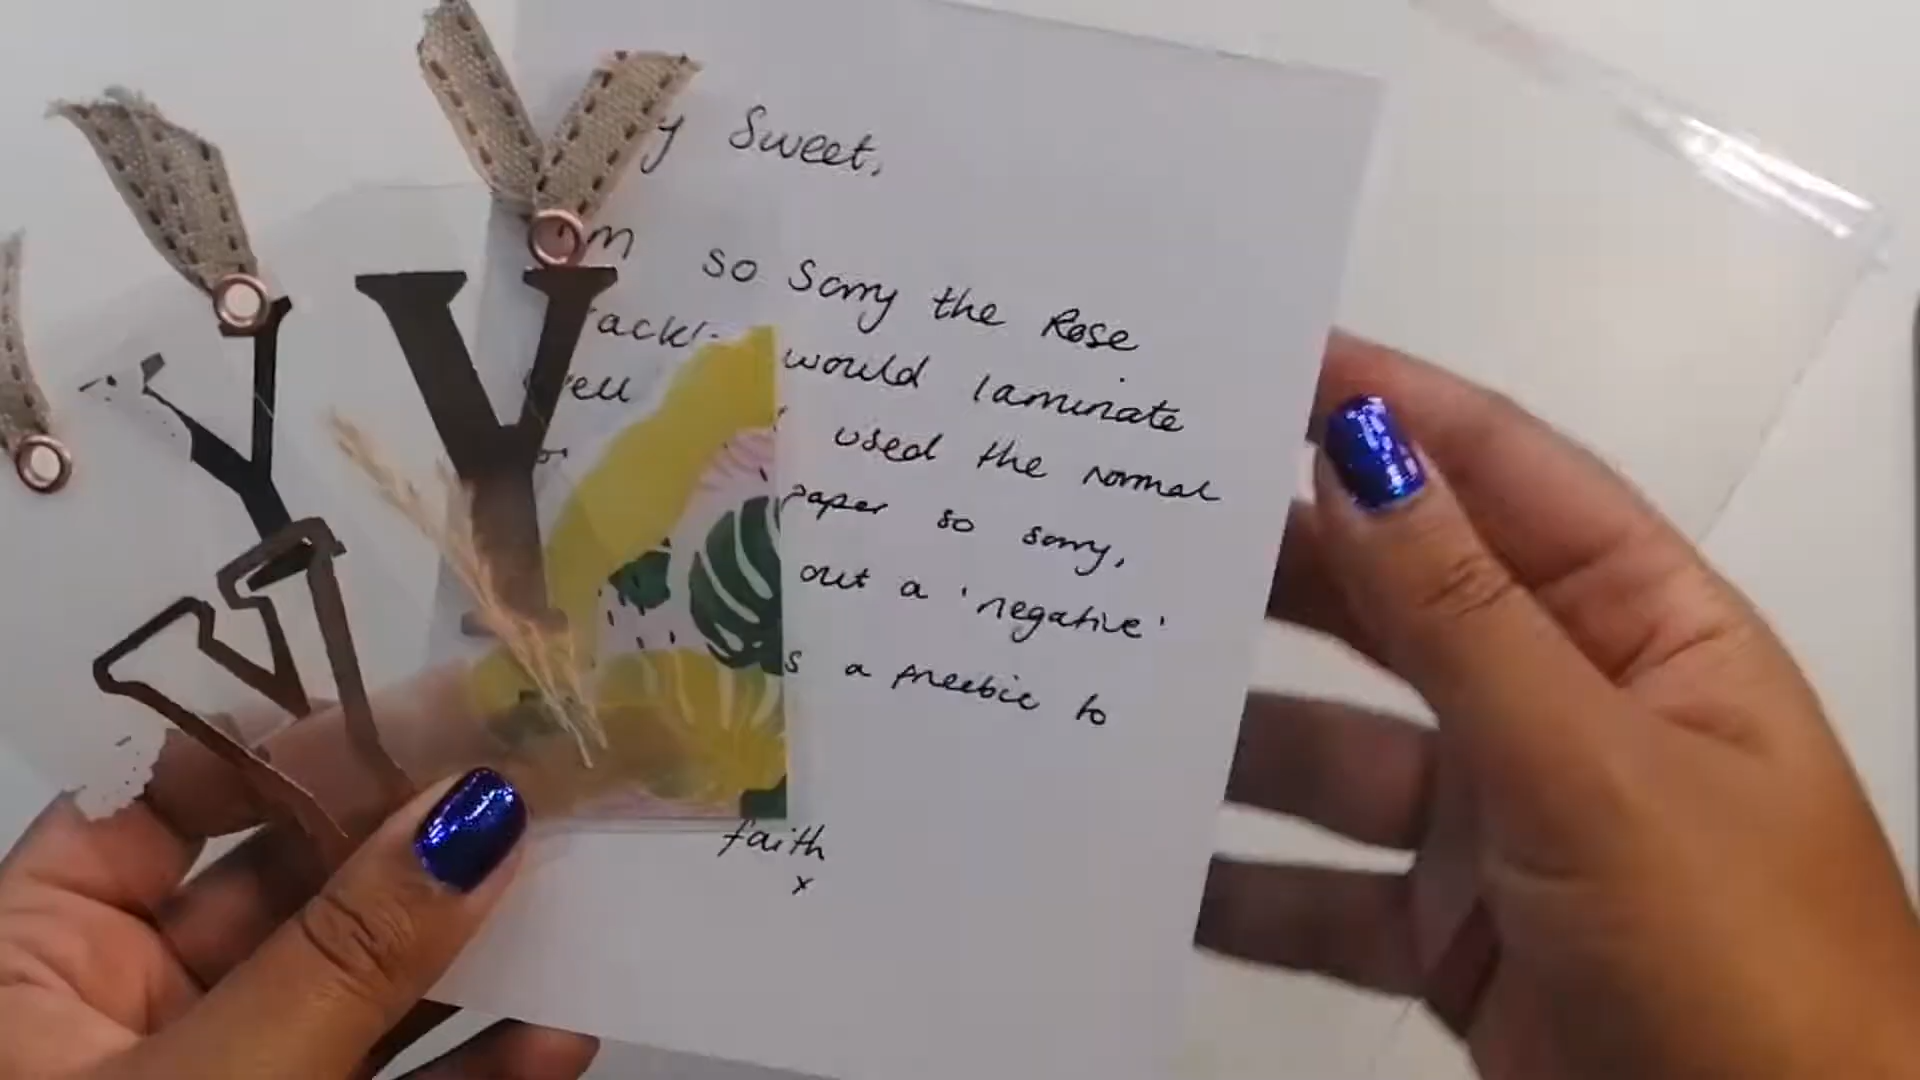 Y
Y
y Sweet,
m so sorry the Rose
would laminate
used the normal
paper so sorry,
out a 'negative'
s a freebie to
faith
x